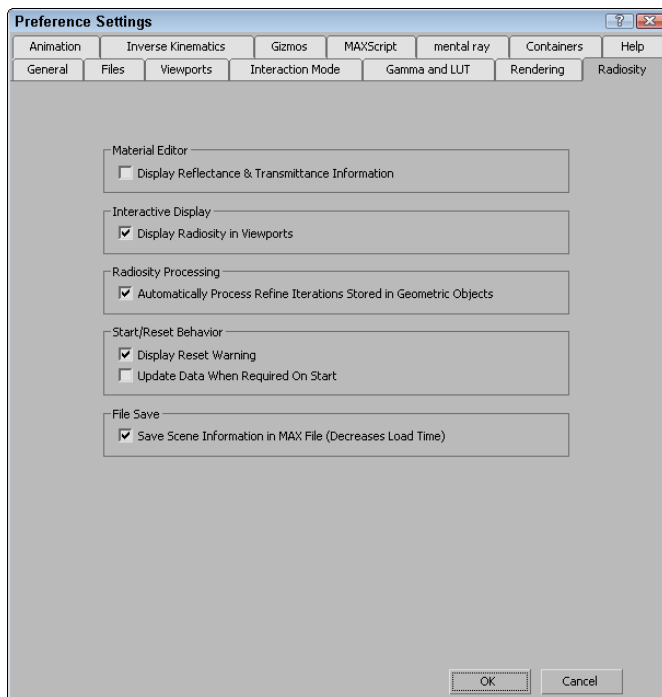 Preference Settings
?
Animation Inverse Kinematics Gizmos MAXScript mental ray Containers Help
General Files Viewports Interaction Mode Gamma and LUT Rendering Radiosity
Material Editor
Display Reflectance & Transmittance Information
Interactive Display
Display Radiosity in Viewports
Radiosity Processing
Automatically Process Refine Iterations Stored in Geometric Objects
Start/Reset Behavior
Display Reset Warning
Update Data When Required On Start
File Save
Save Scene Information in MAX File (Decreases Load Time)
OK Cancel